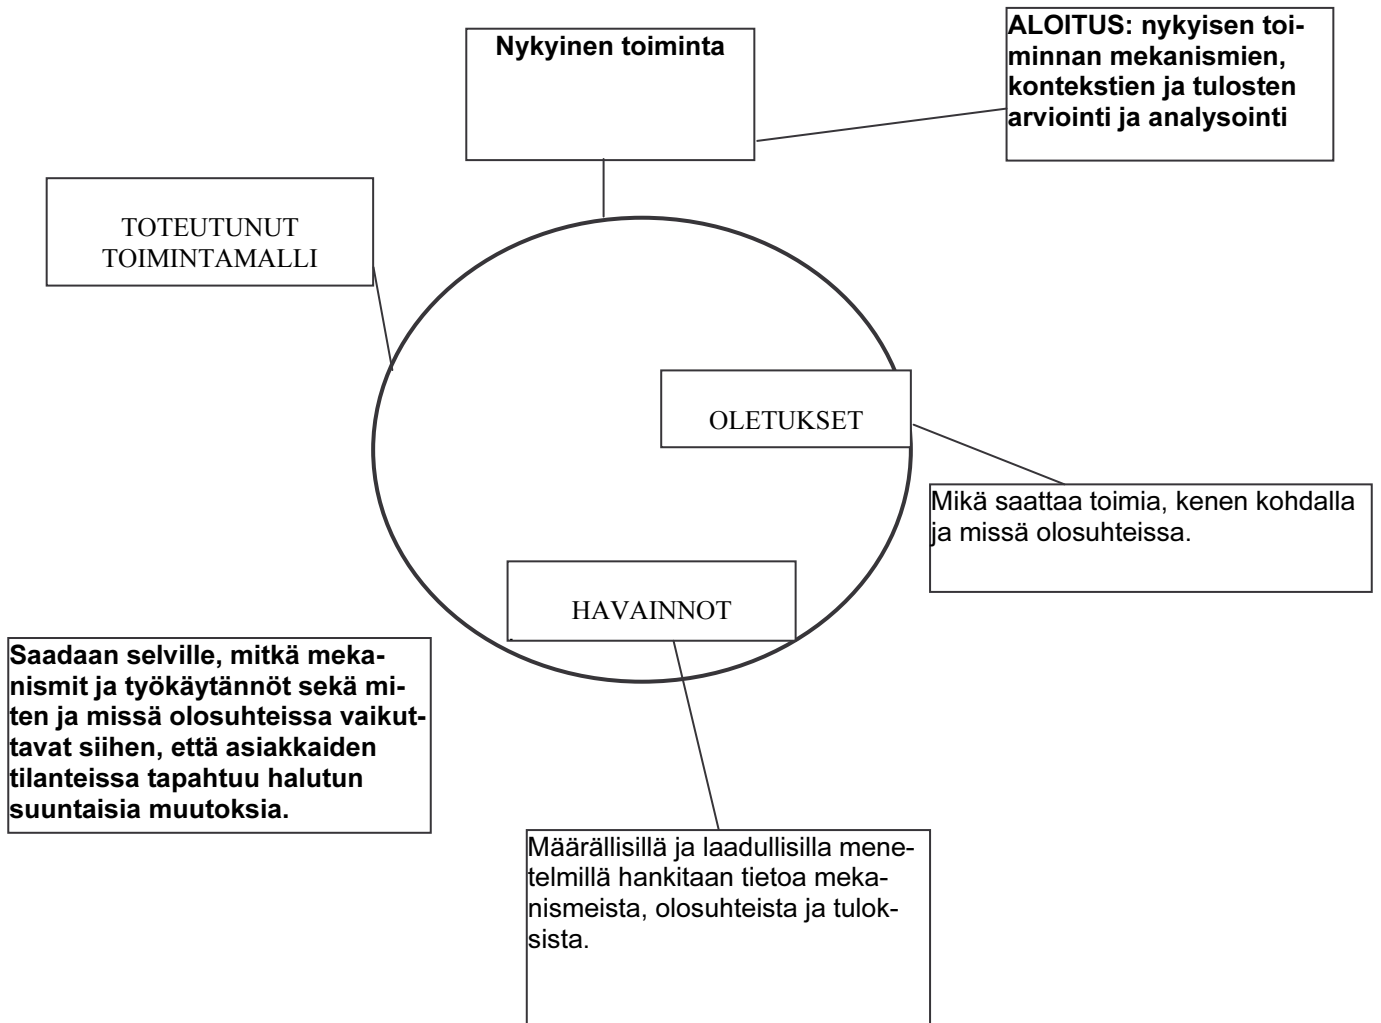 Nykyinen toiminta
ALOITUS: nykyisen toi-
minnan mekanismien,
kontekstien ja tulosten
arviointi ja analysointi
TOTEUTUNUT
TOIMINTAMALLI
OLETUKSET
Mikä saattaa toimia, kenen kohdalla
ja missä olosuhteissa.
HAVAINNOT
Saadaan selville, mitkä meka-
nismit ja työkäytännöt sekä mi-
ten ja missä olosuhteissa vaikut-
tavat siihen, että asiakkaiden
tilanteissa tapahtuu halutun
suuntaisia muutoksia.
Määrällisillä ja laadullisilla mene-
telmillä hankitaan tietoa meka-
nismeista, olosuhteista ja tulok-
sista.